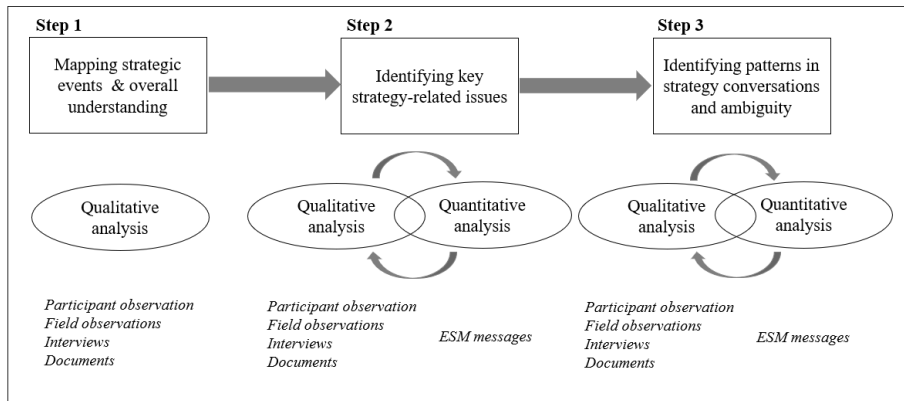 Step 1
Mapping strategic
events & overall
understanding
Qualitative
analysis
Participant observation
Field observations
Interviews
Documents
Step 2
Identifying key
strategy-related issues
Qualitative
analysis
Quantitative
analysis
Participant observation
Field observations
Interviews
Documents
ESM messages
Step 3
Identifying patterns in
strategy conversations
and ambiguity
Qualitative
analysis
Quantitative
analysis
Participant observation
Field observations
Interviews
Documents
ESM messages